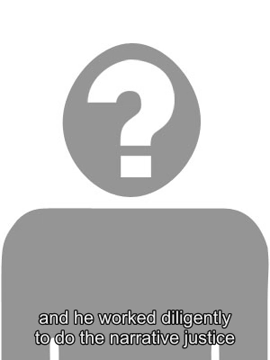 ?
and he worked diligently
to do the narrative justice